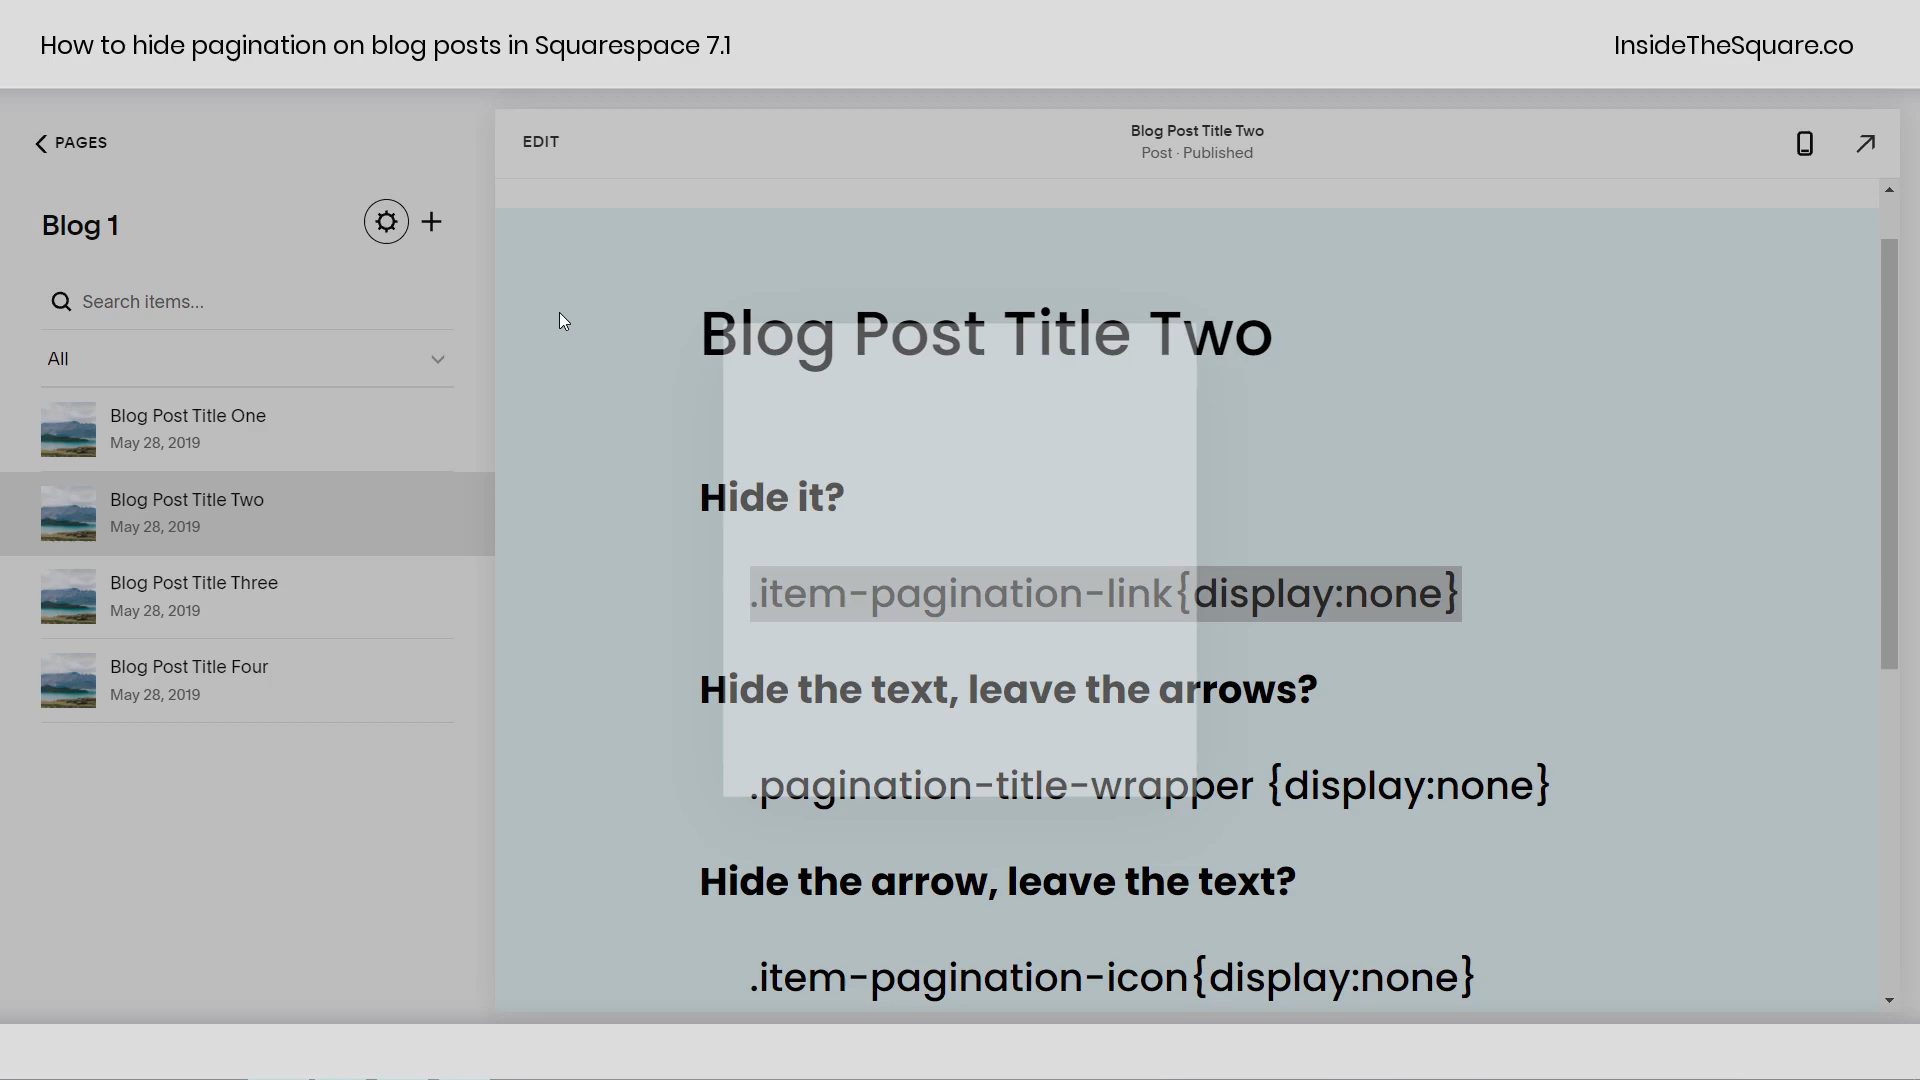 How to hide pagination on blog posts in Squarespace 7.1
InsideTheSquare.co
PAGES
Blog 1
Search items...
All
Blog Post Title One
May 28, 2019
Blog Post Title Two
May 28, 2019
Blog Post Title Three
May 28, 2019
Blog Post Title Four
May 28, 2019
EDIT
Blog Post Title Two
Post · Published
Blog Post Title Two
Hide it?
.item-pagination-link{display:none}
Hide the text, leave the arrows?
.pagination-title-wrapper {display:none}
Hide the arrow, leave the text?
.item-pagination-icon{display:none}